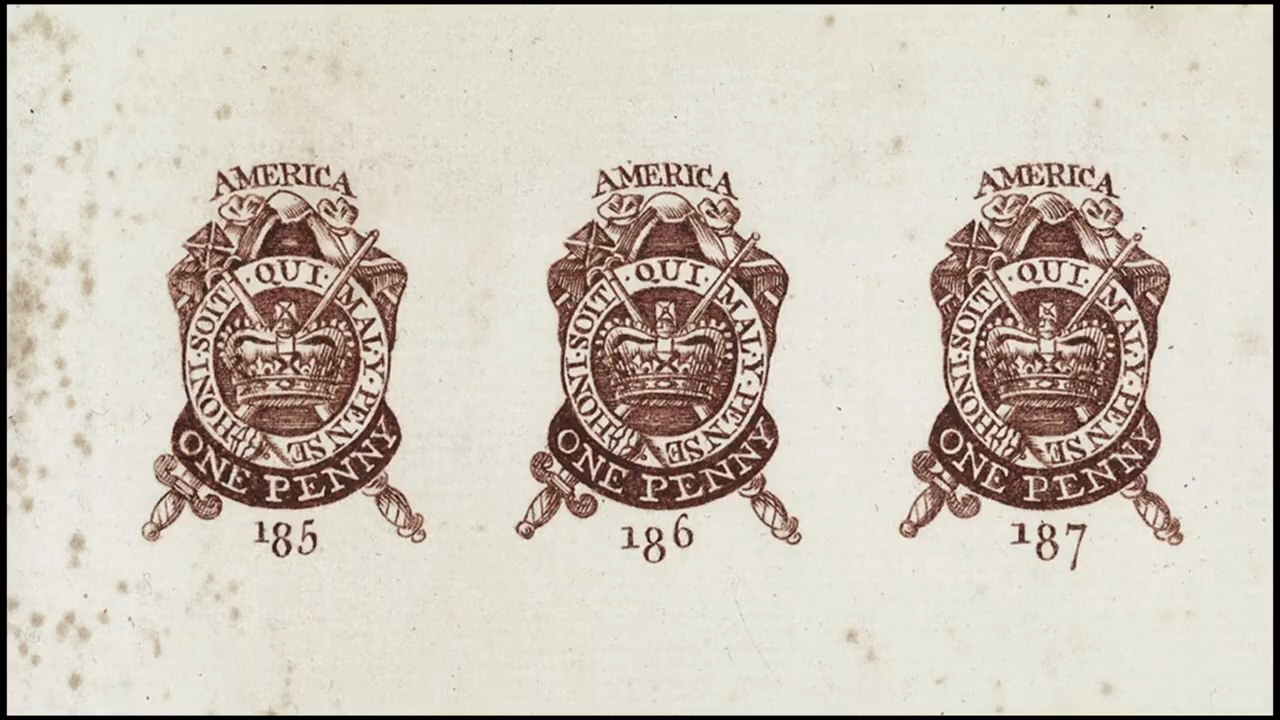 AMERICA
HONI · SOIT · QUI · MAL · Y · PENSE
ONE PENNY
185
AMERICA
HONI · SOIT · QUI · MAL · Y · PENSE
ONE PENNY
186
AMERICA
HONI · SOIT · QUI · MAL · Y · PENSE
ONE PENNY
187